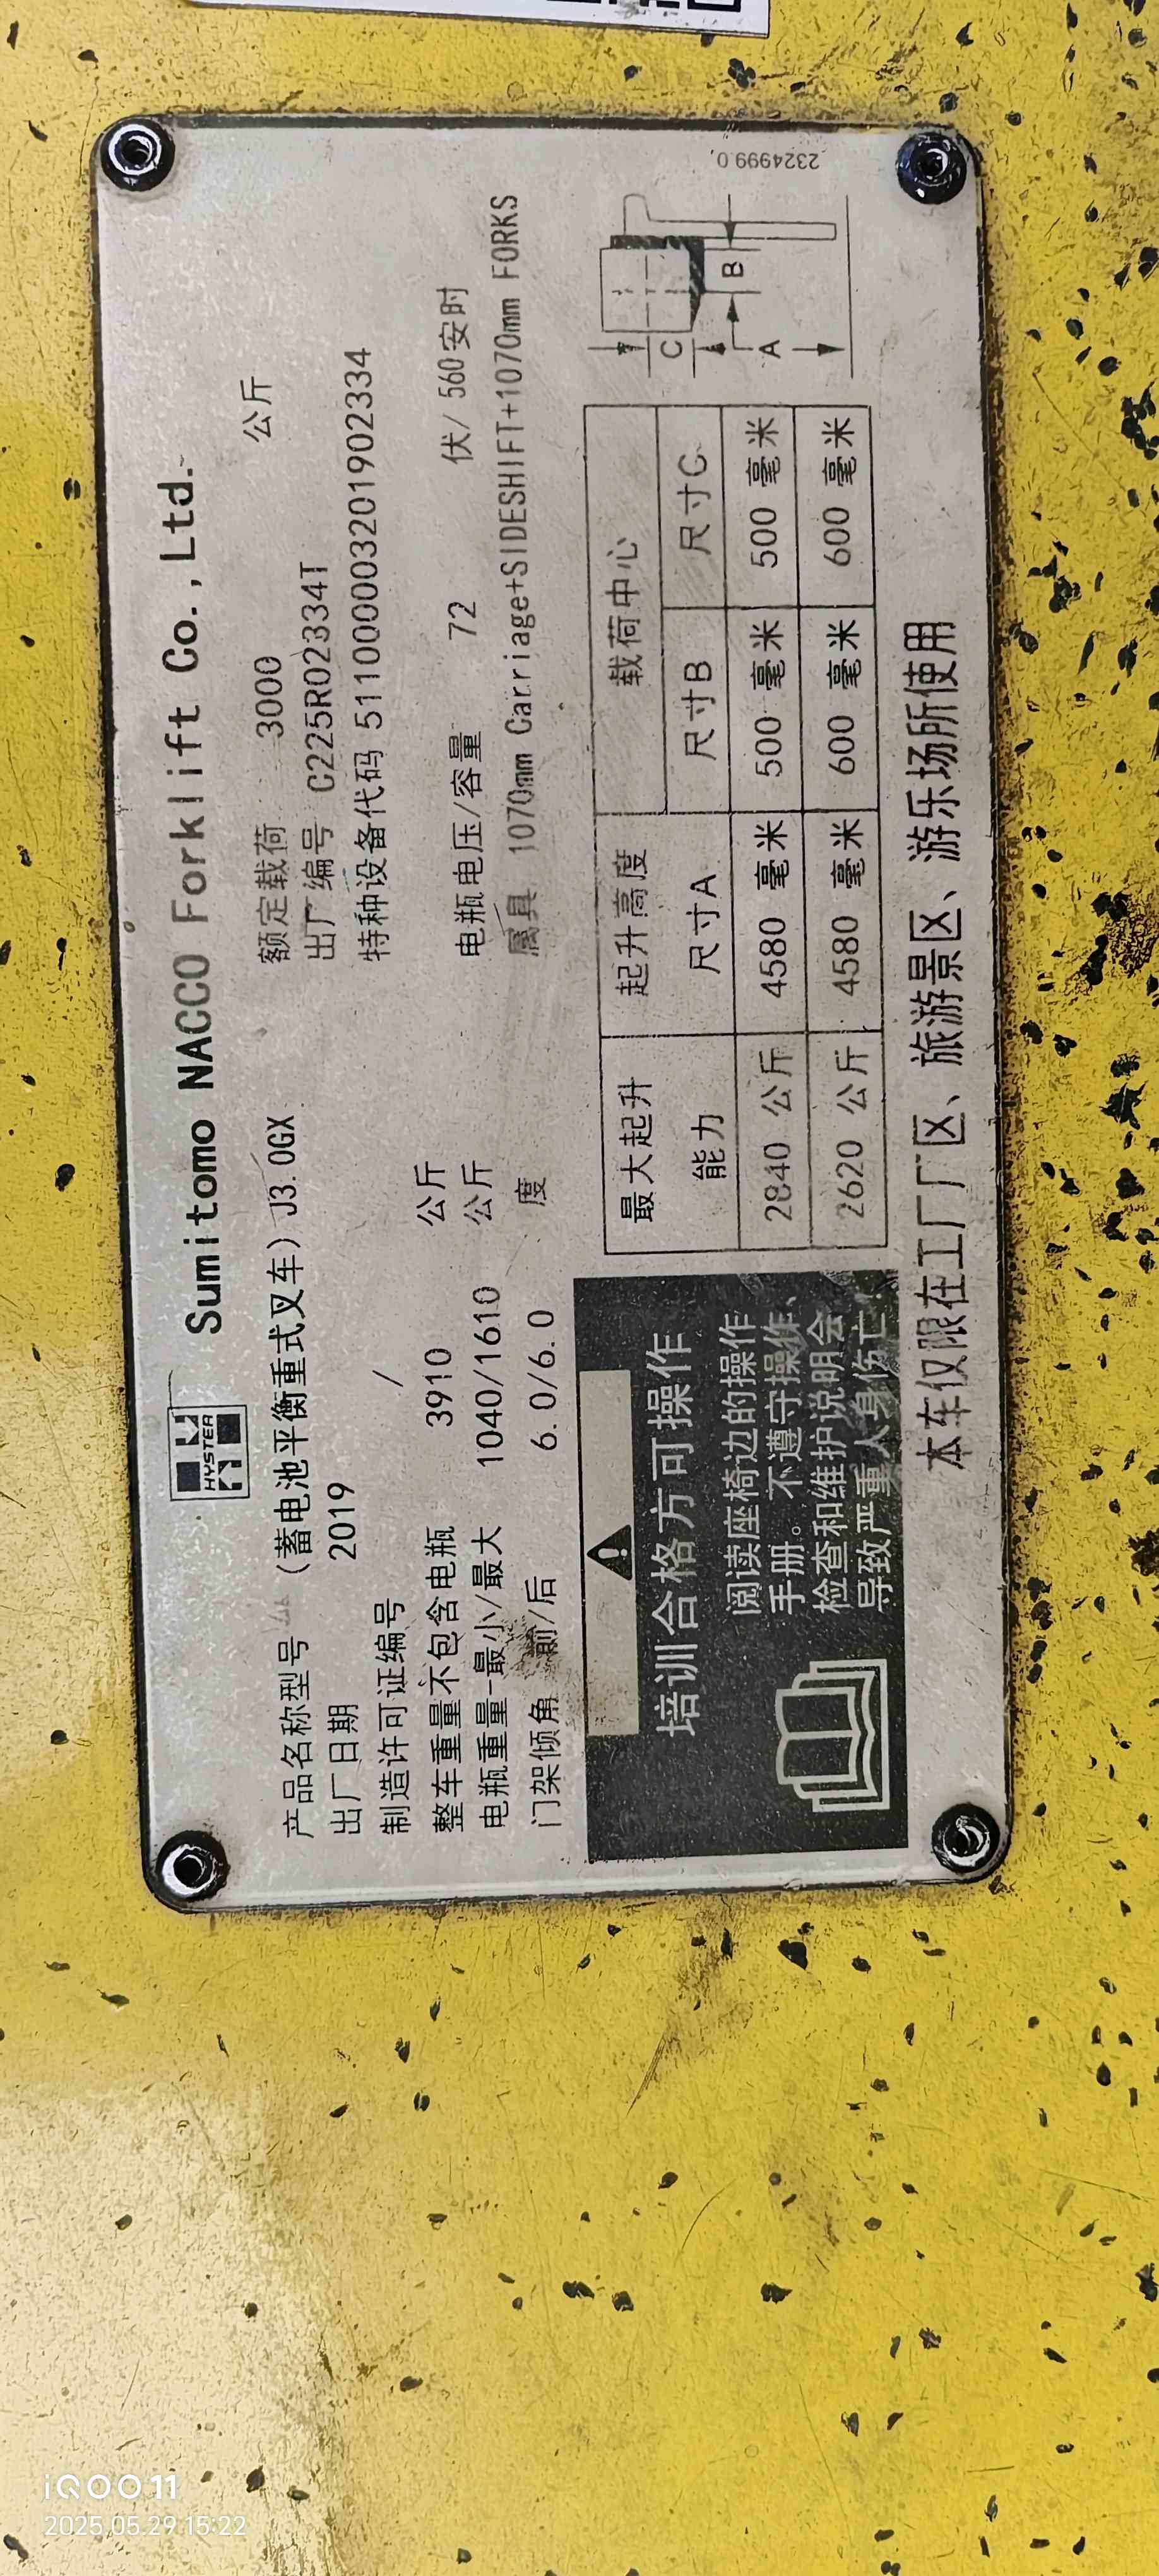 HYSTER
Sumitomo NACCO Forklift Co.,Ltd.
产品名称型号 (蓄电池平衡重式叉车) J3.0GX
额定载荷 3000 公斤
出厂日期 2019
出厂编号 C225R02334T
制造许可证编号 /
特种设备代码 511000003201902334
整车重量不包含电瓶 3910 公斤
电瓶重量-最小/最大 1040/1610 公斤
电瓶电压/容量 72 伏/ 560安时
门架倾角 前/后 6.0/6.0 度
属具 1070mm Carriage+SIDESHIFT+1070mm FORKS
培训合格方可操作
阅读座椅边的操作
手册。不遵守操作、
检查和维护说明会
导致严重人身伤亡
最大起升能力 起升高度 载荷中心
尺寸A 尺寸B 尺寸C
2840 公斤 4580 毫米 500 毫米 500 毫米
2620 公斤 4580 毫米 600 毫米 600 毫米
C
A
B
2324999.0,
本车仅限在工厂厂区、旅游景区、游乐场所使用
iQOO 11
2025.05.29 15:22